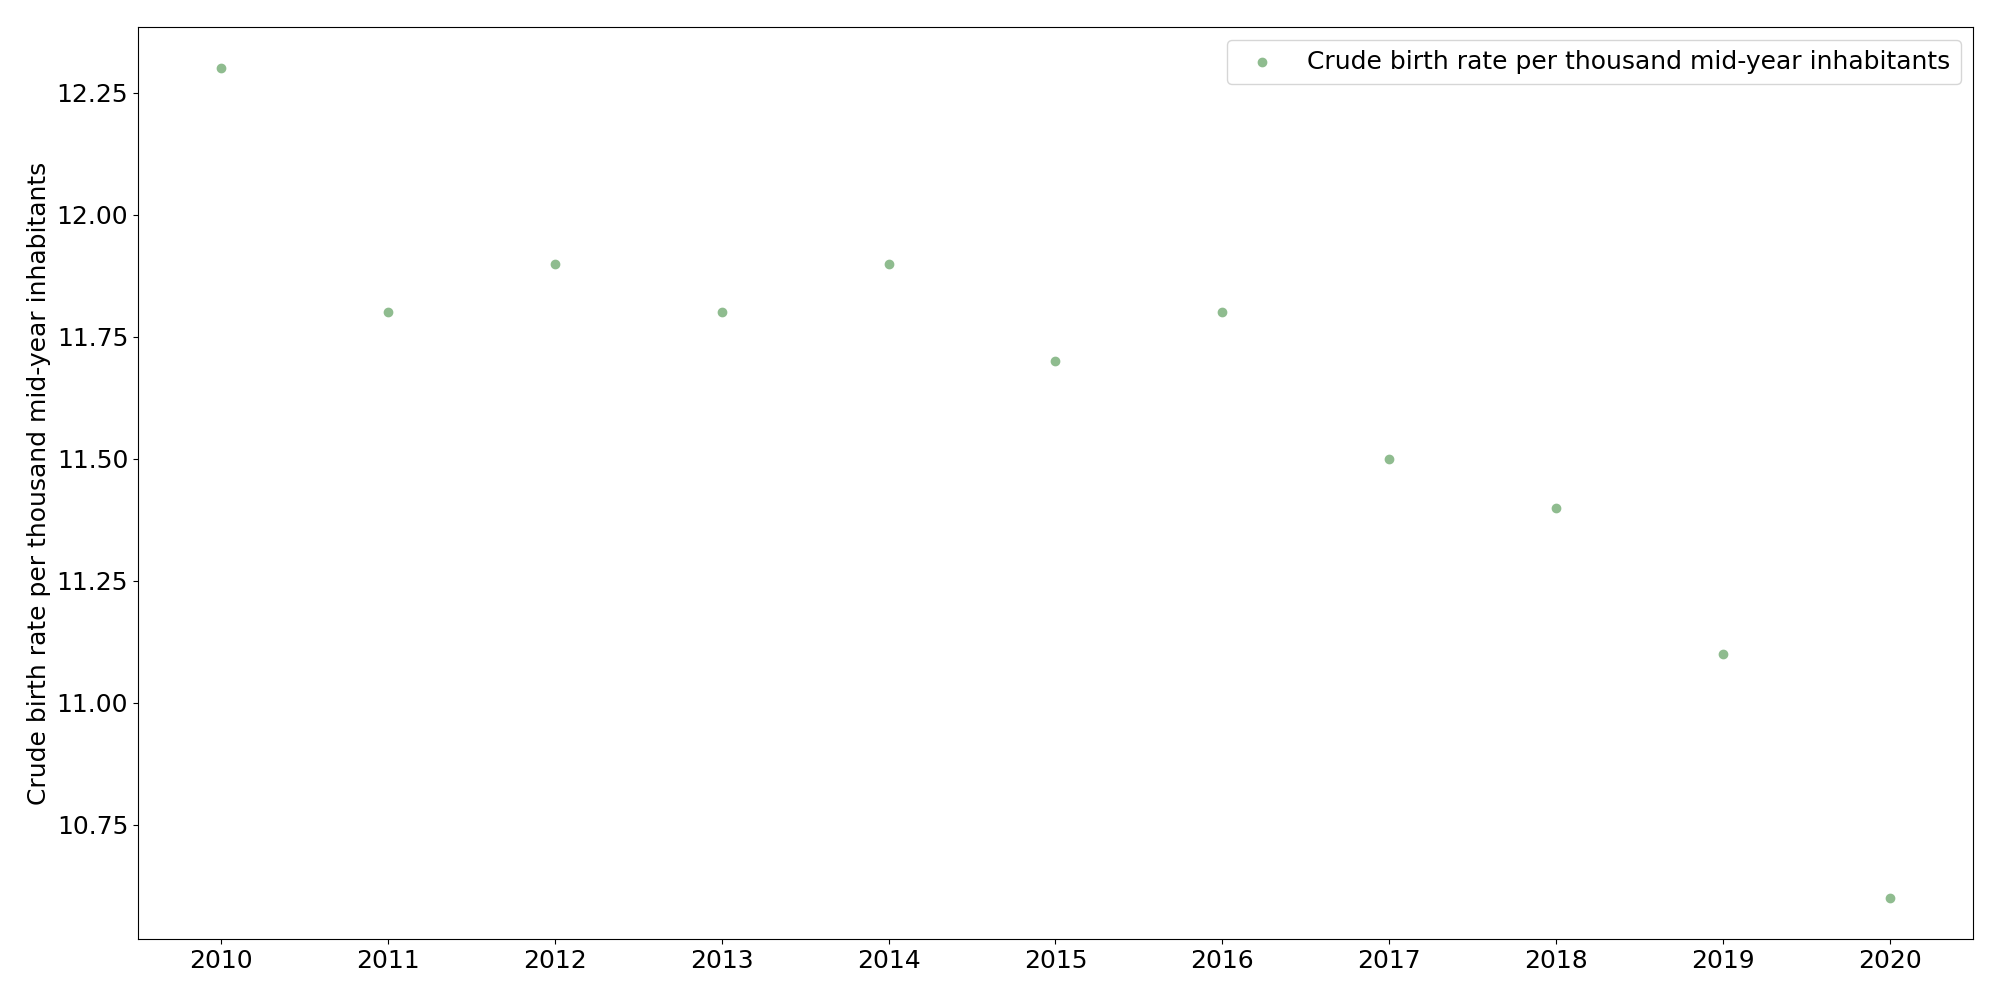 Crude birth rate per thousand mid-year inhabitants
Crude birth rate per thousand mid-year inhabitants
12.25
12.00
11.75
11.50
11.25
11.00
10.75
2010 2011 2012 2013 2014 2015 2016 2017 2018 2019 2020